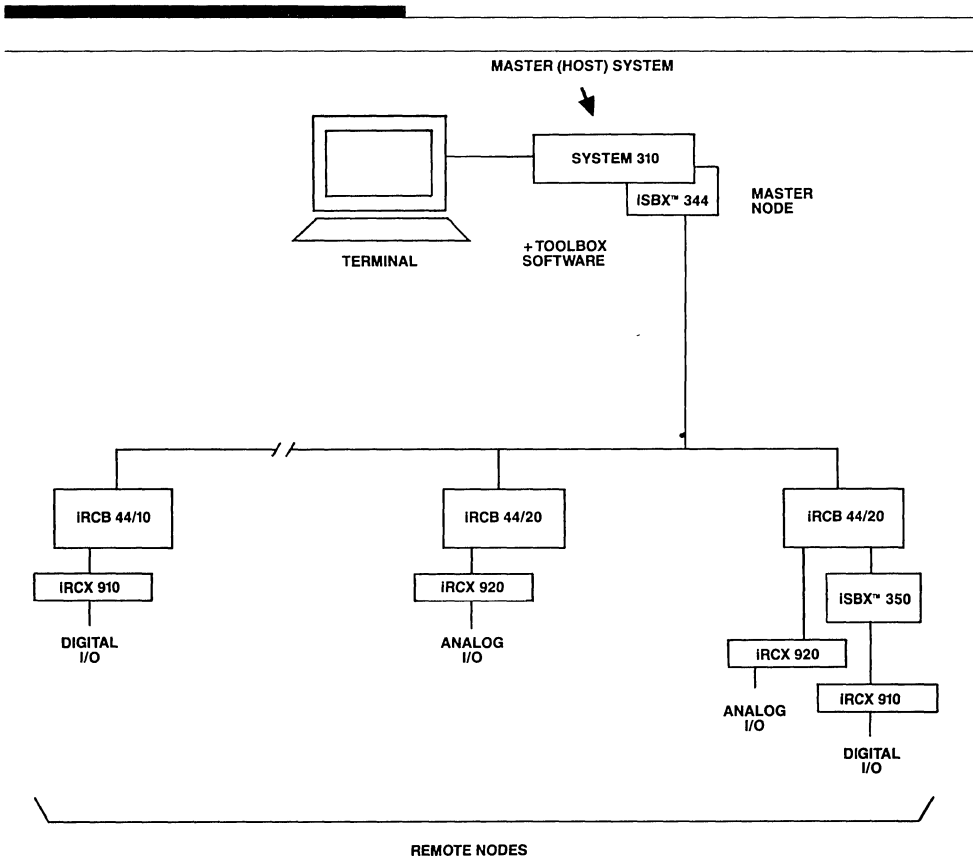 MASTER (HOST) SYSTEM
SYSTEM 310
iSBX™ 344
MASTER
NODE
TERMINAL
+ TOOLBOX
SOFTWARE
iRCB 44/10
iRCB 44/20
iRCB 44/20
iRCX 910
iRCX 920
iSBX™ 350
DIGITAL
I/O
ANALOG
I/O
iRCX 920
iRCX 910
ANALOG
I/O
DIGITAL
I/O
REMOTE NODES